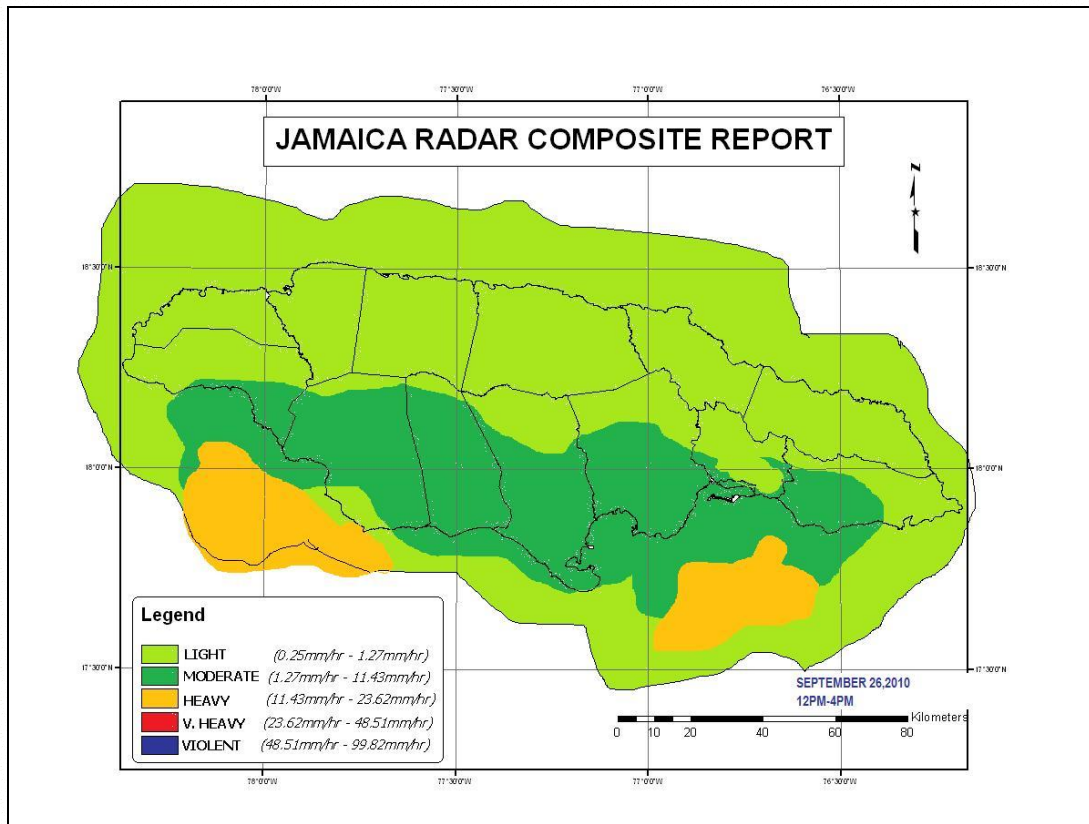 78°0'0"W 77°30'0"W 77°0'0"W 76°30'0"W
JAMAICA RADAR COMPOSITE REPORT
N
18°30'0"N 18°30'0"N
18°0'0"N 18°0'0"N
17°30'0"N 17°30'0"N
Legend
LIGHT (0.25mm/hr - 1.27mm/hr)
MODERATE (1.27mm/hr - 11.43mm/hr)
HEAVY (11.43mm/hr - 23.62mm/hr)
V. HEAVY (23.62mm/hr - 48.51mm/hr)
VIOLENT (48.51mm/hr - 99.82mm/hr)
SEPTEMBER 26,2010
12PM-4PM
Kilometers
0 10 20 40 60 80
78°0'0"W 77°30'0"W 77°0'0"W 76°30'0"W